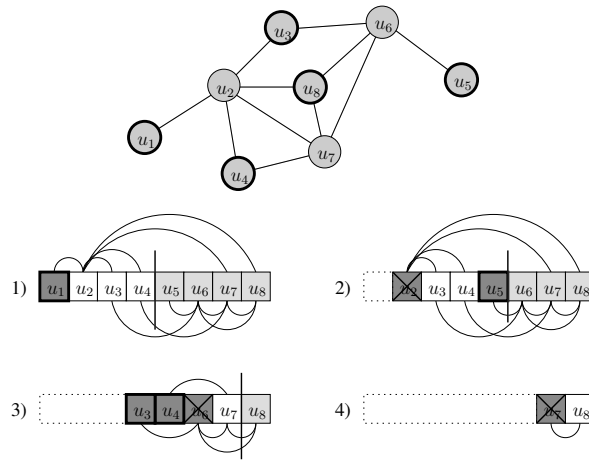 u3 u6
u2 u8 u5
u1 u4 u7
1) u1 u2 u3 u4 u5 u6 u7 u8
2) u2 u3 u4 u5 u6 u7 u8
3) u3 u4 u6 u7 u8
4) u7 u8